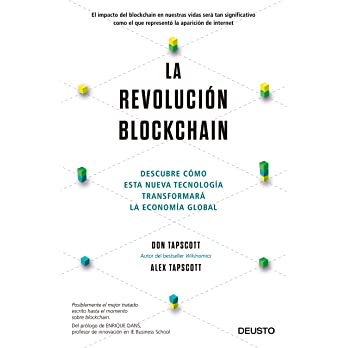 El impacto del blockchain en nuestras vidas será tan significativo
como el que representó la aparición de internet
LA
REVOLUCIÓN
BLOCKCHAIN
DESCUBRE CÓMO
ESTA NUEVA TECNOLOGÍA
TRANSFORMARÁ
LA ECONOMÍA GLOBAL
DON TAPSCOTT
Autor del bestseller Wikinomics
ALEX TAPSCOTT
Posiblemente el mejor tratado
escrito hasta el momento
sobre blockchain.
Del prólogo de ENRIQUE DANS,
profesor de innovación en IE Business School
DEUSTO